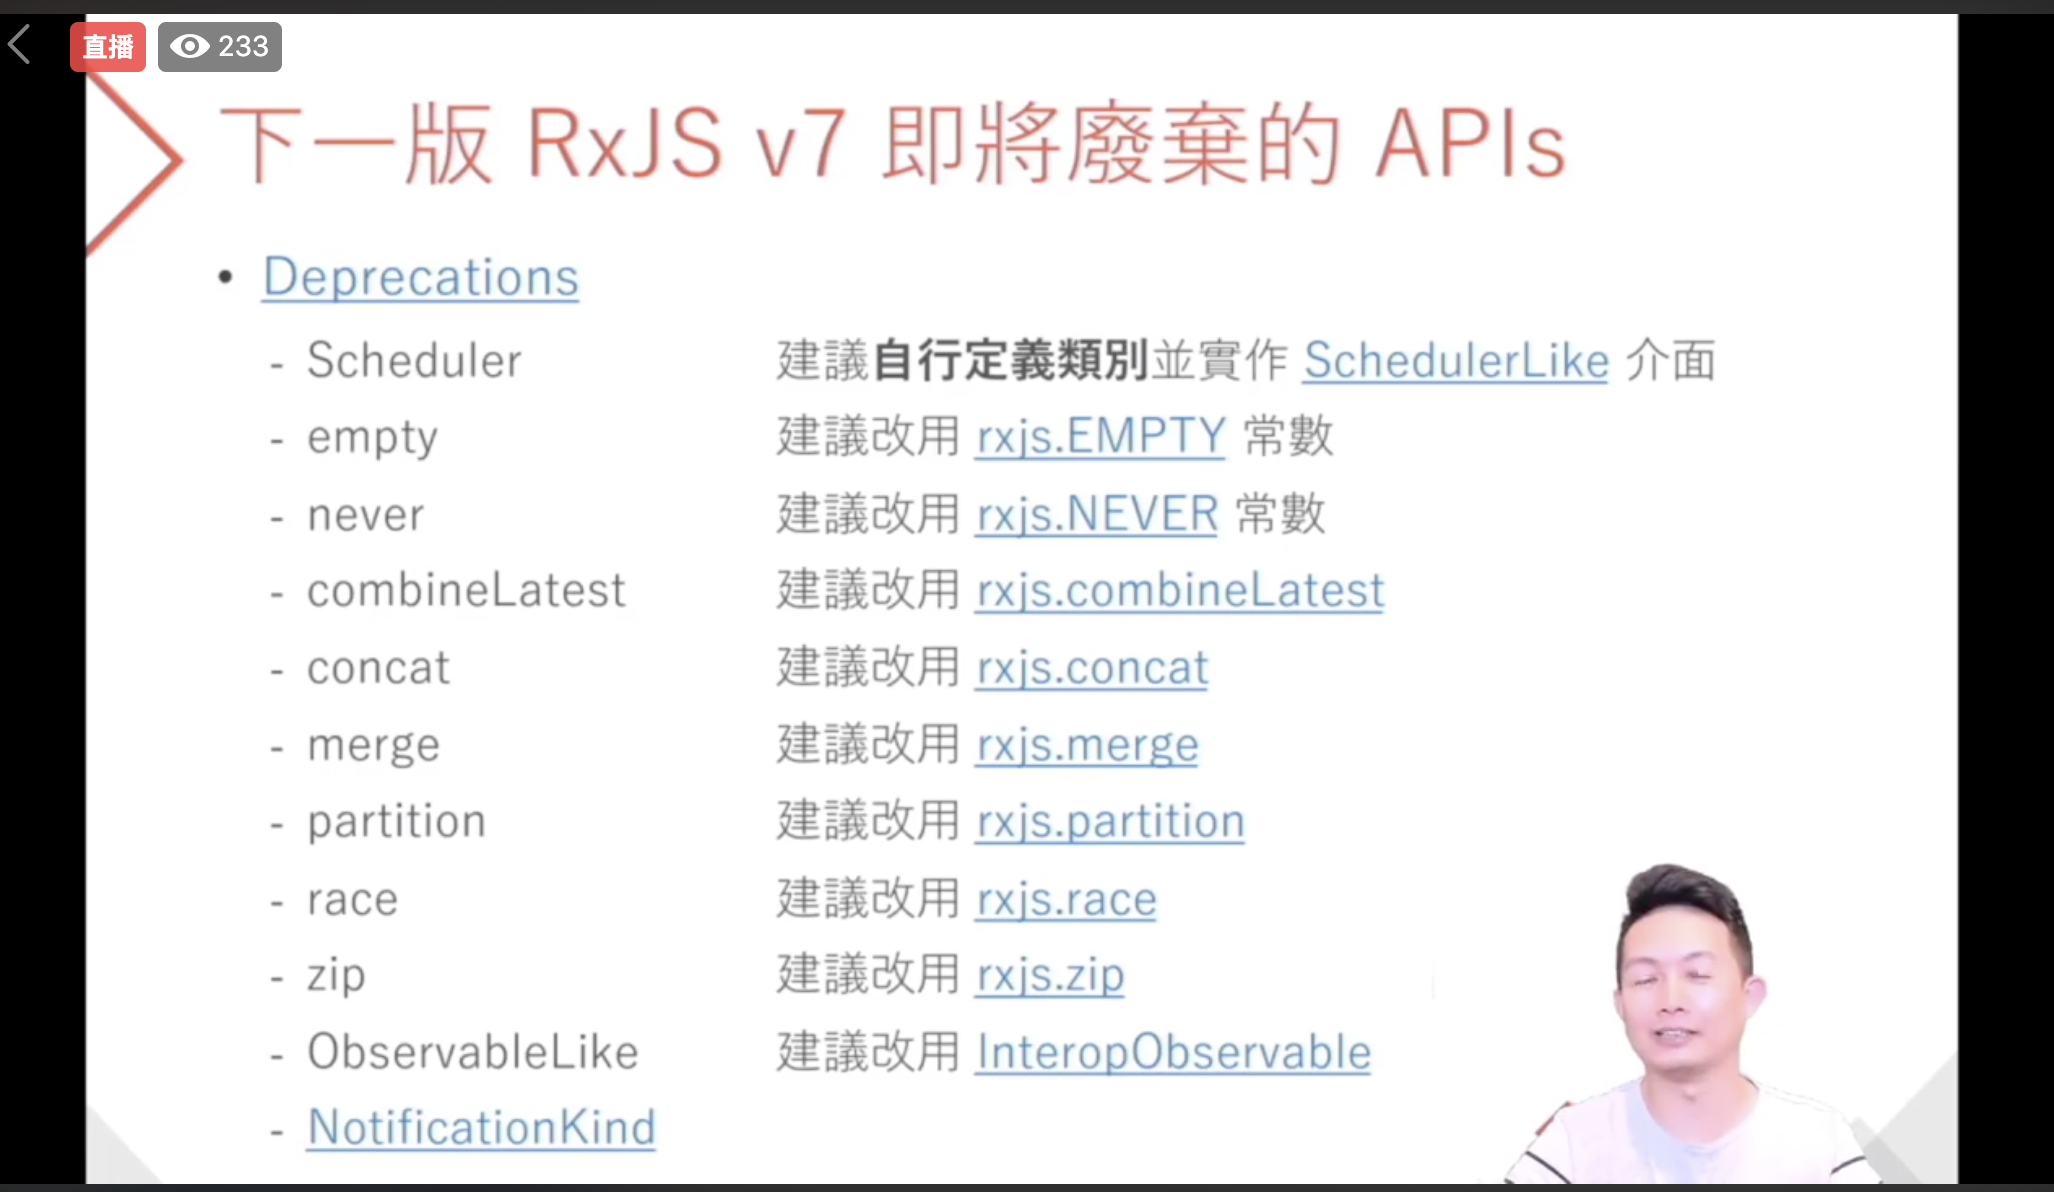 直播 233
下一版 RxJS v7 即將廢棄的 APIs
• Deprecations
- Scheduler 建議自行定義類別並實作 SchedulerLike 介面
- empty 建議改用 rxjs.EMPTY 常數
- never 建議改用 rxjs.NEVER 常數
- combineLatest 建議改用 rxjs.combineLatest
- concat 建議改用 rxjs.concat
- merge 建議改用 rxjs.merge
- partition 建議改用 rxjs.partition
- race 建議改用 rxjs.race
- zip 建議改用 rxjs.zip
- ObservableLike 建議改用 InteropObservable
- NotificationKind